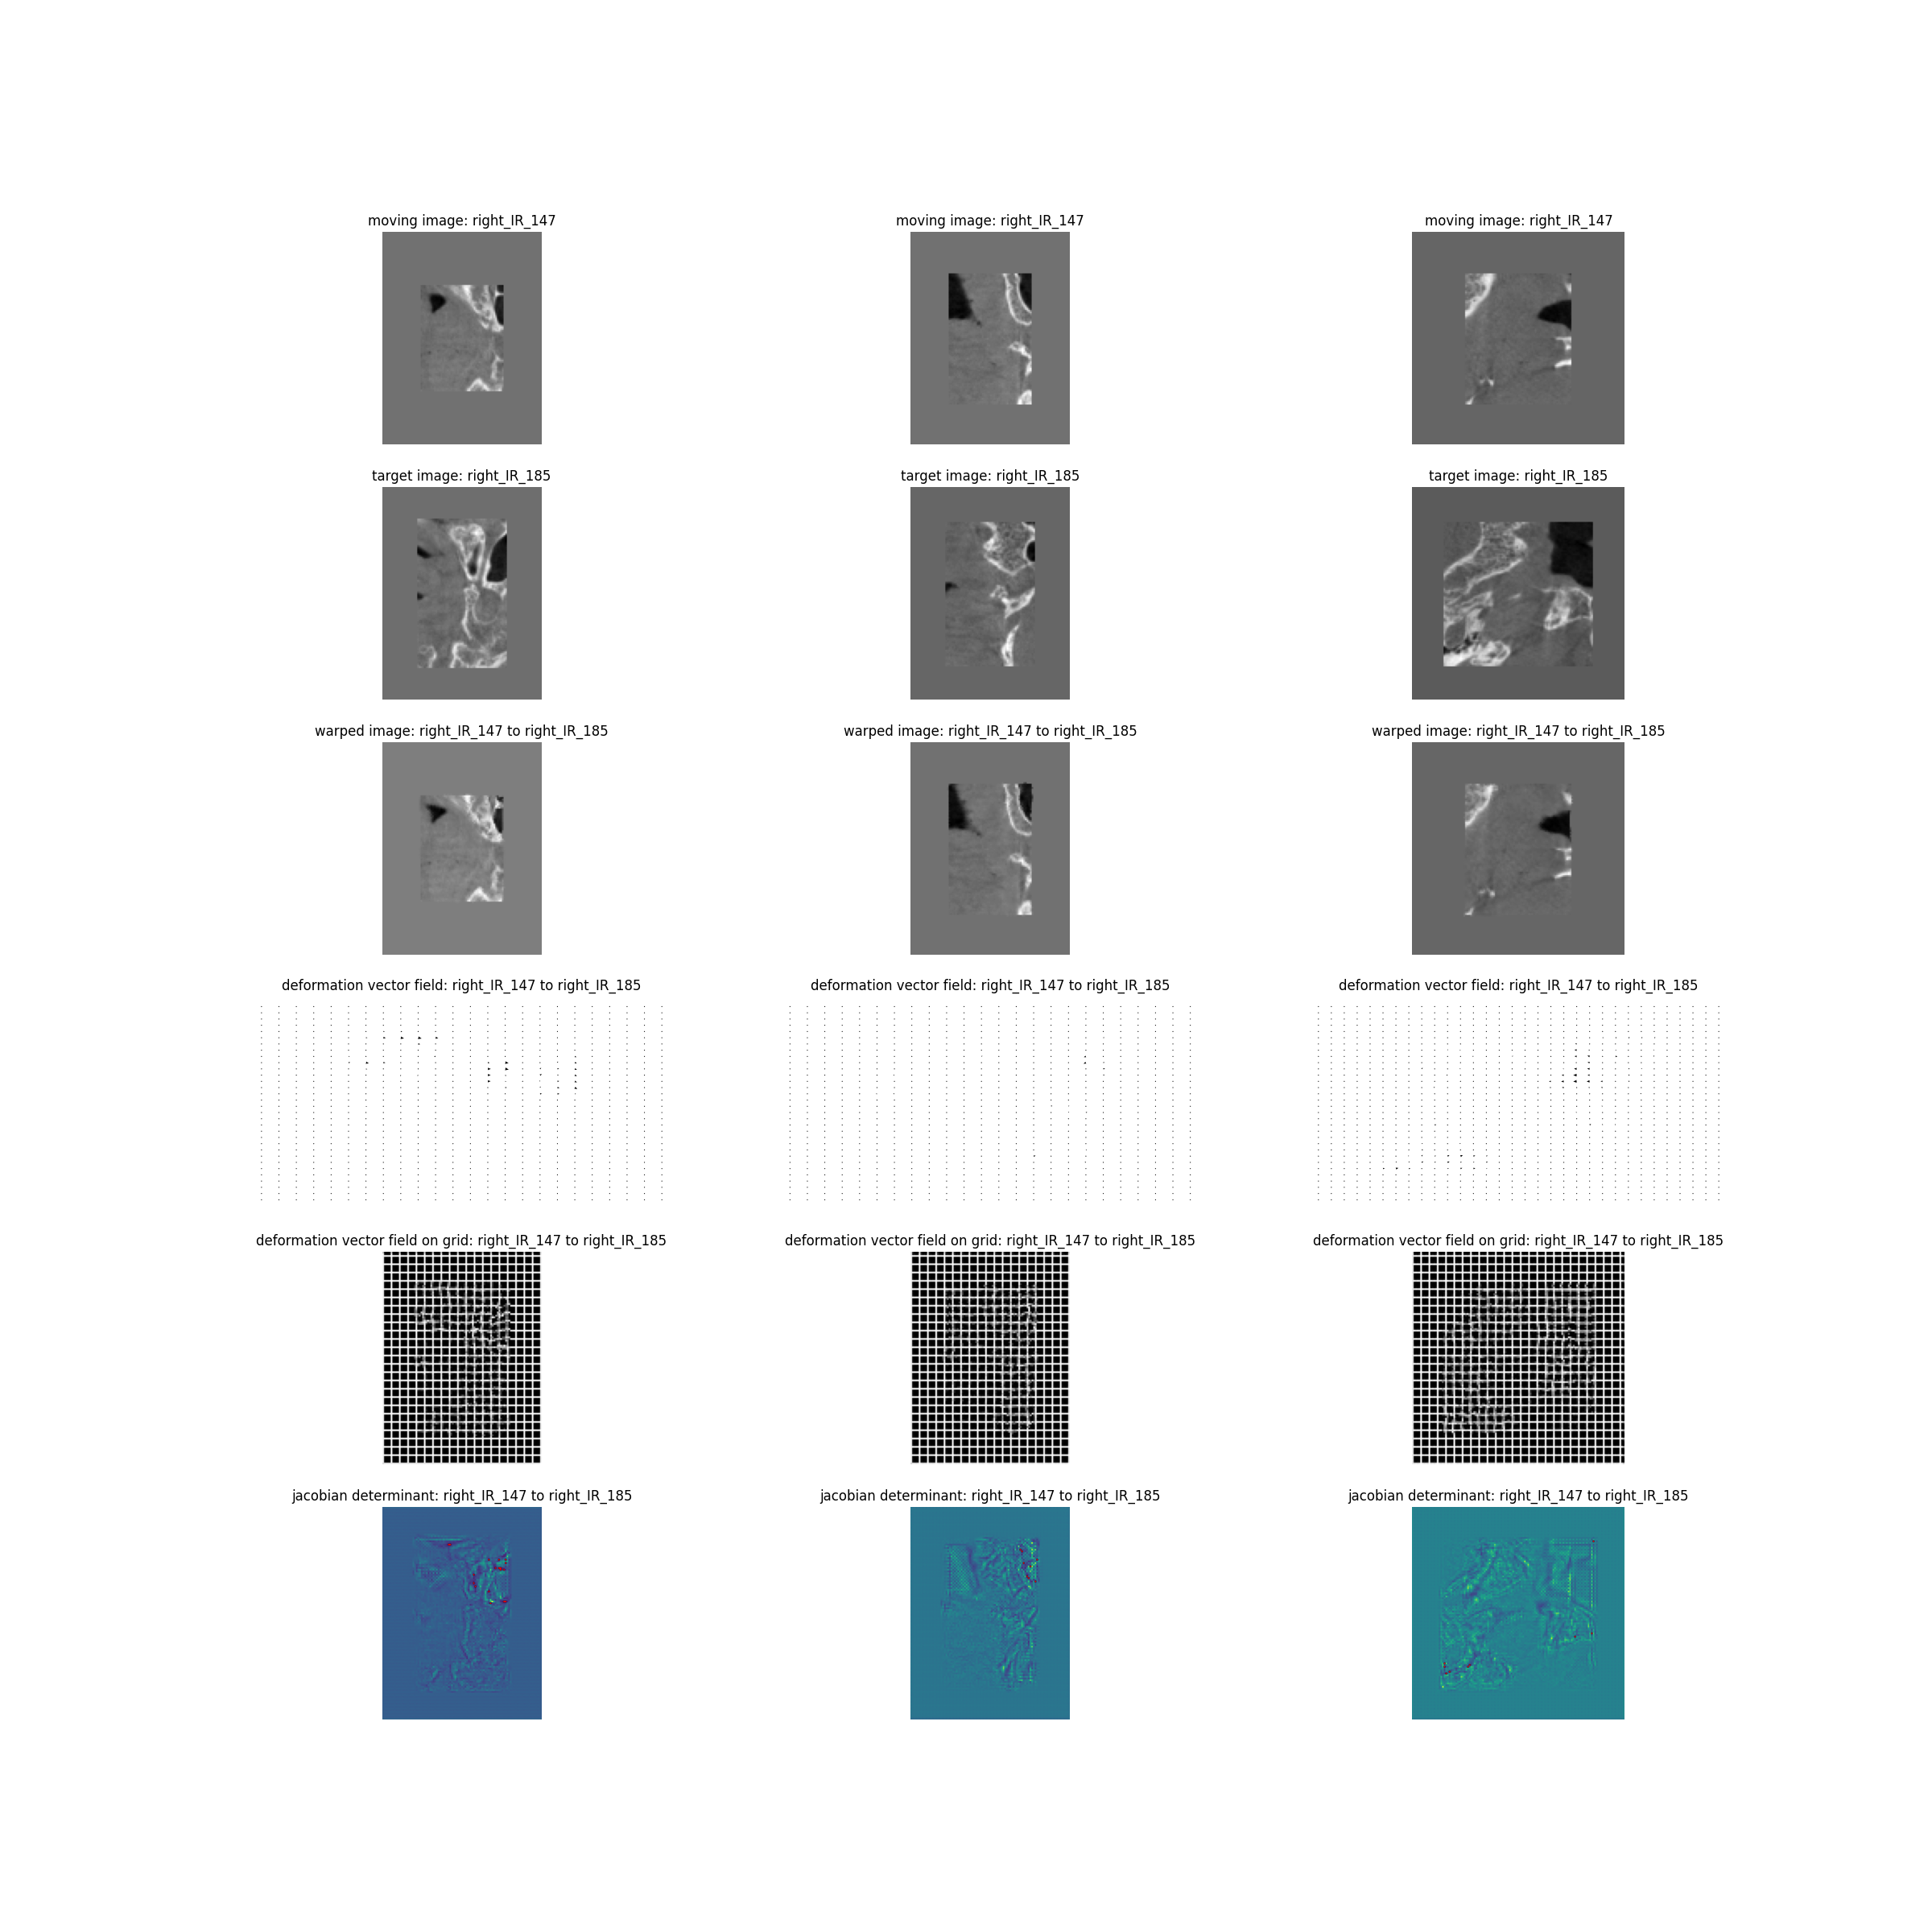 moving image: right_IR_147 moving image: right_IR_147 moving image: right_IR_147
target image: right_IR_185 target image: right_IR_185 target image: right_IR_185
warped image: right_IR_147 to right_IR_185 warped image: right_IR_147 to right_IR_185 warped image: right_IR_147 to right_IR_185
deformation vector field: right_IR_147 to right_IR_185 deformation vector field: right_IR_147 to right_IR_185 deformation vector field: right_IR_147 to right_IR_185
deformation vector field on grid: right_IR_147 to right_IR_185 deformation vector field on grid: right_IR_147 to right_IR_185 deformation vector field on grid: right_IR_147 to right_IR_185
jacobian determinant: right_IR_147 to right_IR_185 jacobian determinant: right_IR_147 to right_IR_185 jacobian determinant: right_IR_147 to right_IR_185